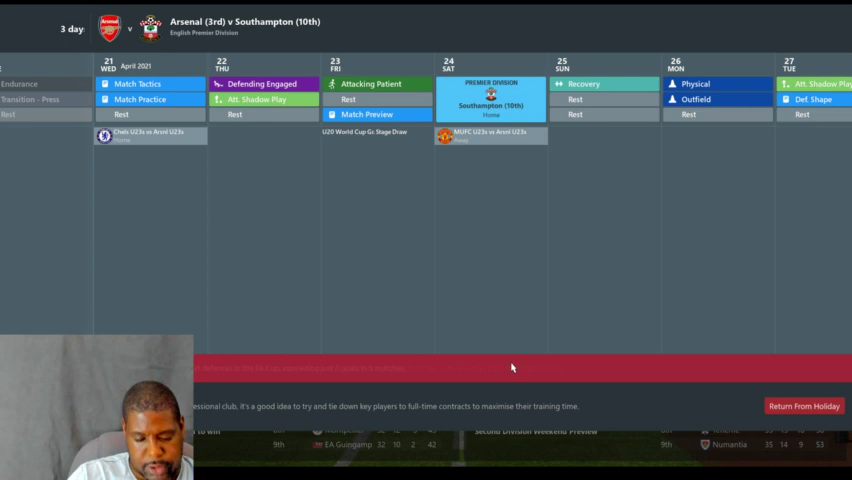 3 day
Arsenal
v
Arsenal (3rd) v Southampton (10th)
English Premier Division
21
WED April 2021
22
THU
23
FRI
24
SAT
25
SUN
26
MON
27
TUE
Endurance
Match Tactics
Defending Engaged
Attacking Patient
PREMIER DIVISION
Southampton (10th)
Home
Recovery
Physical
Att. Shadow Play
Transition - Press
Match Practice
Att. Shadow Play
Rest
Rest
Outfield
Def. Shape
Rest
Rest
Rest
Match Preview
Rest
Rest
Rest
Chels U23s vs Arsnl U23s
Home
U20 World Cup Gc Stage Draw
MUFC U23s vs Arsnl U23s
Away
essional club, it's a good idea to try and tie down key players to full-time contracts to maximise their training time.
Return From Holiday
to win
Second Division Weekend Preview
9th
EA Guingamp 32 10 2 42
9th
Numantia 35 14 9 53